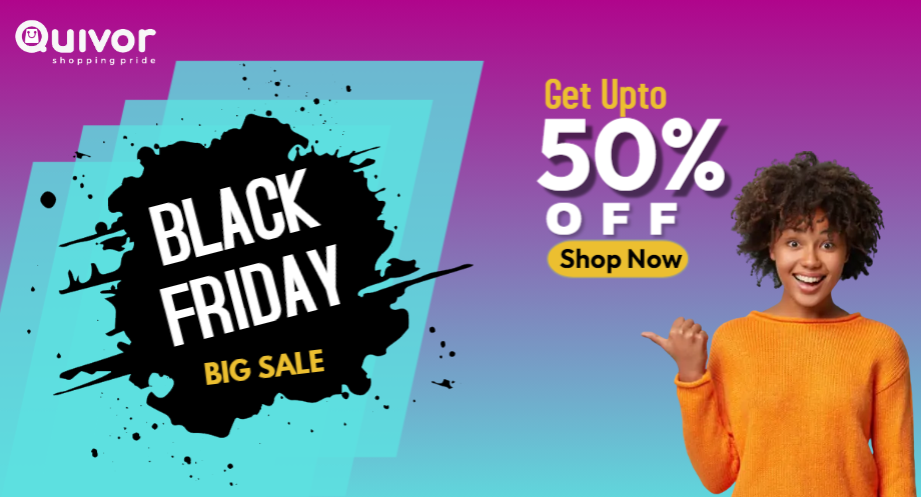 Quivor
shopping pride
BLACK
FRIDAY
BIG SALE
Get Upto
50%
OFF
Shop Now